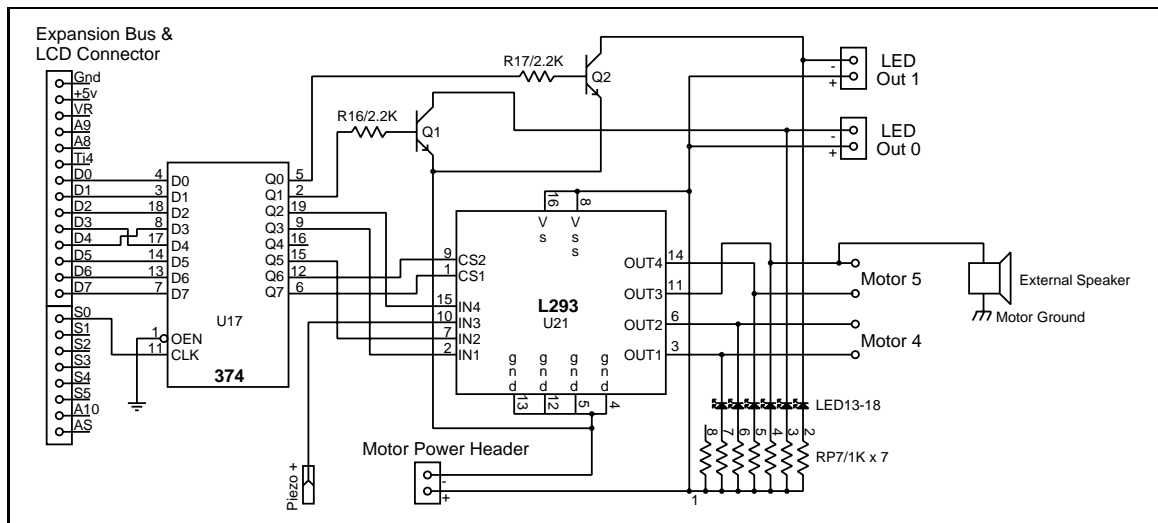 Expansion Bus &
LCD Connector
Gnd
+5v
VR
A9
A8
Ti4
D0
D1
D2
D3
D4
D5
D6
D7
S0
S1
S2
S3
S4
S5
A10
AS
4 D0 Q0 5
3 D1 Q1 2
18 D2 Q2 19
8 D3 Q3 9
17 D4 Q4 16
14 D5 Q5 15
13 D6 Q6 12
7 D7 Q7 6
U17
1 OEN
11 CLK
374
R17/2.2K
Q2
R16/2.2K
Q1
- LED
+ Out 1
- LED
+ Out 0
16 8
Vss Vss
9 CS2
1 CS1
15 IN4
10 IN3
7 IN2
2 IN1
L293
U21
OUT4 14
OUT3 11
OUT2 6
OUT1 3
gnd gnd gnd gnd
13 12 5 4
Motor 5
Motor 4
External Speaker
Motor Ground
LED13-18
8 7 6 5 4 3 2
RP7/1K x 7
1
Motor Power Header
-
+
Piezo +